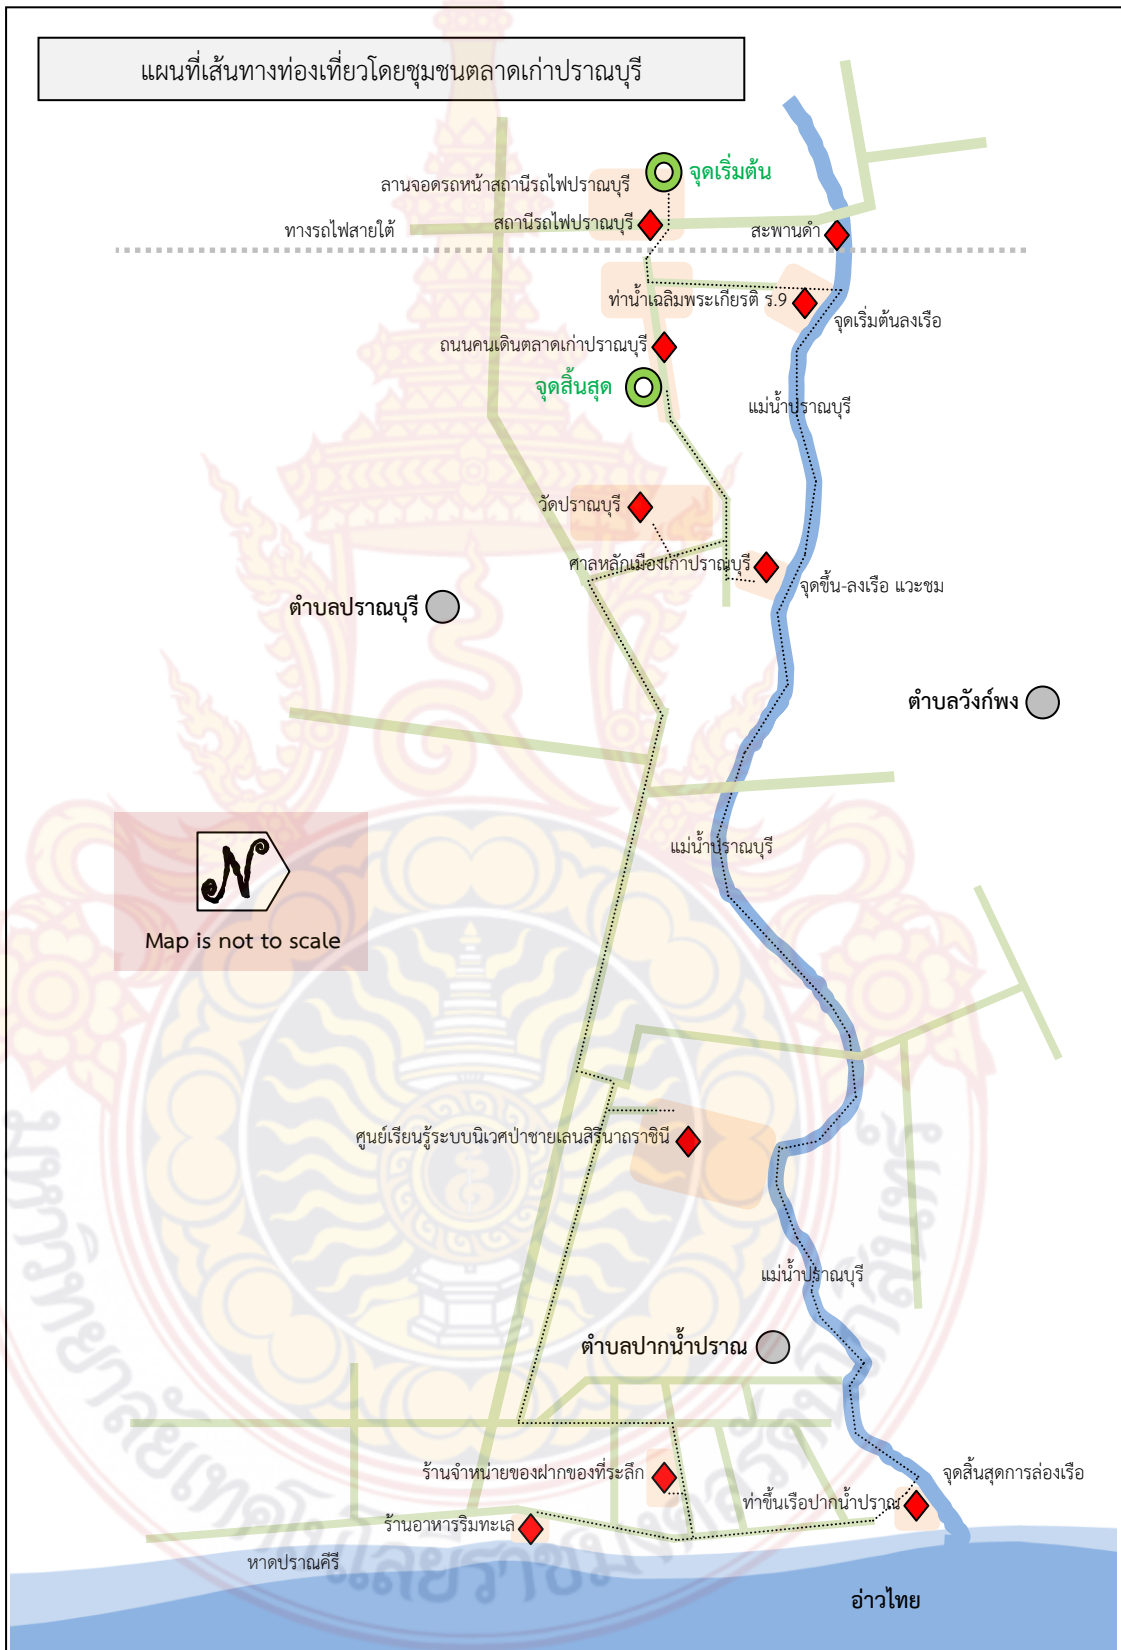 แผนที่เส้นทางท่องเที่ยวโดยชุมชนตลาดเก่าปราณบุรี
จุดเริ่มต้น
ลานจอดรถหน้าสถานีรถไฟปราณบุรี
สถานีรถไฟปราณบุรี
ทางรถไฟสายใต้
สะพานดำ
ท่าน้ำเฉลิมพระเกียรติ ร.9
จุดเริ่มต้นลงเรือ
ถนนคนเดินตลาดเก่าปราณบุรี
จุดสิ้นสุด
แม่น้ำปราณบุรี
วัดปราณบุรี
ศาลหลักเมืองเก่าปราณบุรี
จุดขึ้น-ลงเรือ แวะชม
ตำบลปราณบุรี
ตำบลวังก์พง
แม่น้ำปราณบุรี
N
Map is not to scale
ศูนย์เรียนรู้ระบบนิเวศป่าชายเลนสิรินาถราชินี
แม่น้ำปราณบุรี
ตำบลปากน้ำปราณ
ร้านจำหน่ายของฝากของที่ระลึก
จุดสิ้นสุดการล่องเรือ
ท่าขึ้นเรือปากน้ำปราณ
ร้านอาหารริมทะเล
หาดปราณคีรี
อ่าวไทย